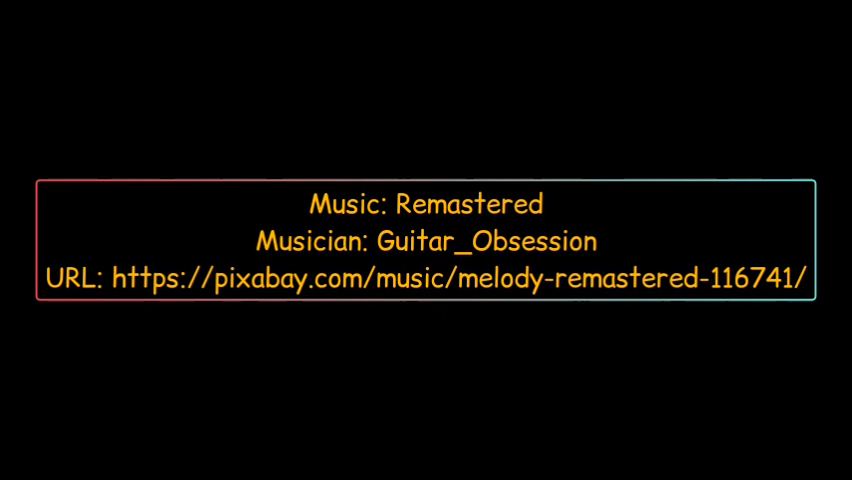 Music: Remastered
Musician: Guitar_Obsession
URL: https://pixabay.com/music/melody-remastered-116741/